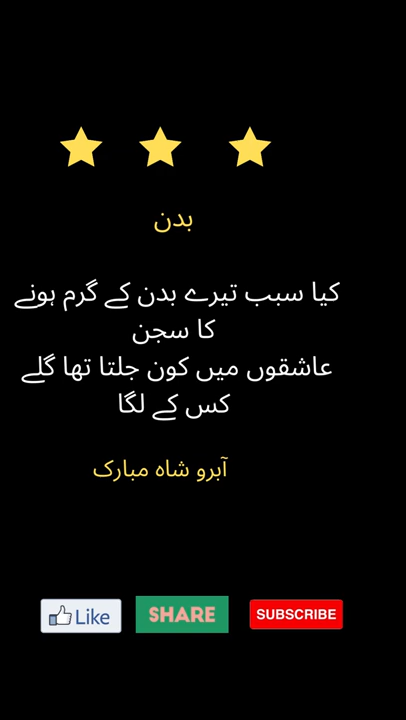 بدن
کیا سبب تیرے بدن کے گرم ہونے
کا سجن
عاشقوں میں کون جلتا تھا گلے
کس کے لگا
آبرو شاہ مبارک
Like
SHARE
SUBSCRIBE